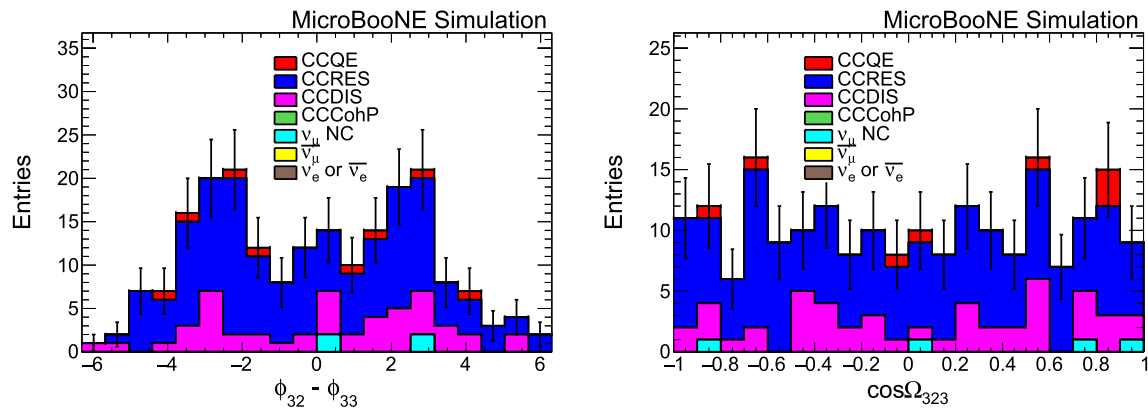 MicroBooNE Simulation
35
30
25
20
15
10
5
0
Entries
CCQE
CCRES
CCDIS
CCCohP
ν_μ NC
ν̅_μ
ν_e or ν̅_e
−6 −4 −2 0 2 4 6
ϕ₃₂ - ϕ₃₃
MicroBooNE Simulation
25
20
15
10
5
0
Entries
CCQE
CCRES
CCDIS
CCCohP
ν_μ NC
ν̅_μ
ν_e or ν̅_e
−1 −0.8 −0.6 −0.4 −0.2 0 0.2 0.4 0.6 0.8 1
cosΩ₃₂₃